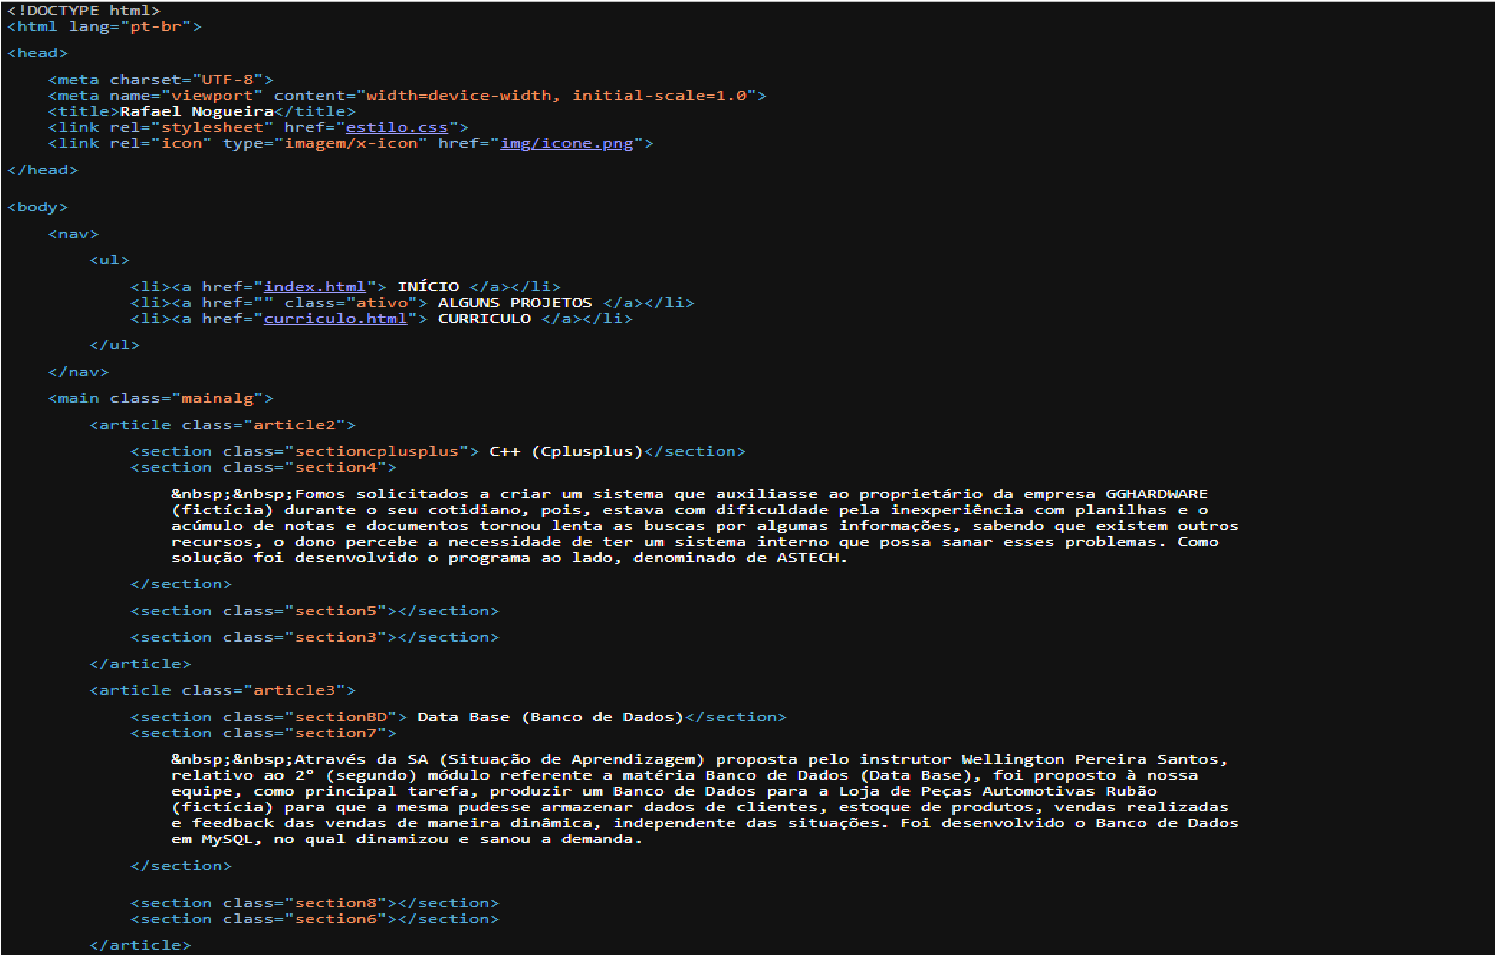 <!DOCTYPE html>
<html lang="pt-br">
<head>
<meta charset="UTF-8">
<meta name="viewport" content="width=device-width, initial-scale=1.0">
<title>Rafael Nogueira</title>
<link rel="stylesheet" href="estilo.css">
<link rel="icon" type="imagem/x-icon" href="img/icone.png">
</head>
<body>
<nav>
<ul>
<li><a href="index.html"> INÍCIO </a></li>
<li><a href="" class="ativo"> ALGUNS PROJETOS </a></li>
<li><a href="curriculo.html"> CURRICULO </a></li>
</ul>
</nav>
<main class="mainalg">
<article class="article2">
<section class="sectioncplusplus"> C++ (Cplusplus)</section>
<section class="section4">
&nbsp;&nbsp;Fomos solicitados a criar um sistema que auxiliasse ao proprietário da empresa GGHARDWARE
(fictícia) durante o seu cotidiano, pois, estava com dificuldade pela inexperiência com planilhas e o
acúmulo de notas e documentos tornou lenta as buscas por algumas informações, sabendo que existem outros
recursos, o dono percebe a necessidade de ter um sistema interno que possa sanar esses problemas. Como
solução foi desenvolvido o programa ao lado, denominado de ASTECH.
</section>
<section class="section5"></section>
<section class="section3"></section>
</article>
<article class="article3">
<section class="sectionBD"> Data Base (Banco de Dados)</section>
<section class="section7">
&nbsp;&nbsp;Através da SA (Situação de Aprendizagem) proposta pelo instrutor Wellington Pereira Santos,
relativo ao 2° (segundo) módulo referente a matéria Banco de Dados (Data Base), foi proposto à nossa
equipe, como principal tarefa, produzir um Banco de Dados para a Loja de Peças Automotivas Rubão
(fictícia) para que a mesma pudesse armazenar dados de clientes, estoque de produtos, vendas realizadas
e feedback das vendas de maneira dinâmica, independente das situações. Foi desenvolvido o Banco de Dados
em MySQL, no qual dinamizou e sanou a demanda.
</section>
<section class="section8"></section>
<section class="section6"></section>
</article>